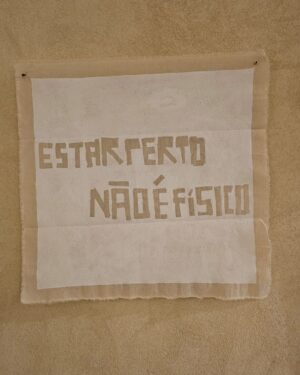 ESTAR PERTO
NÃO É FÍSICO